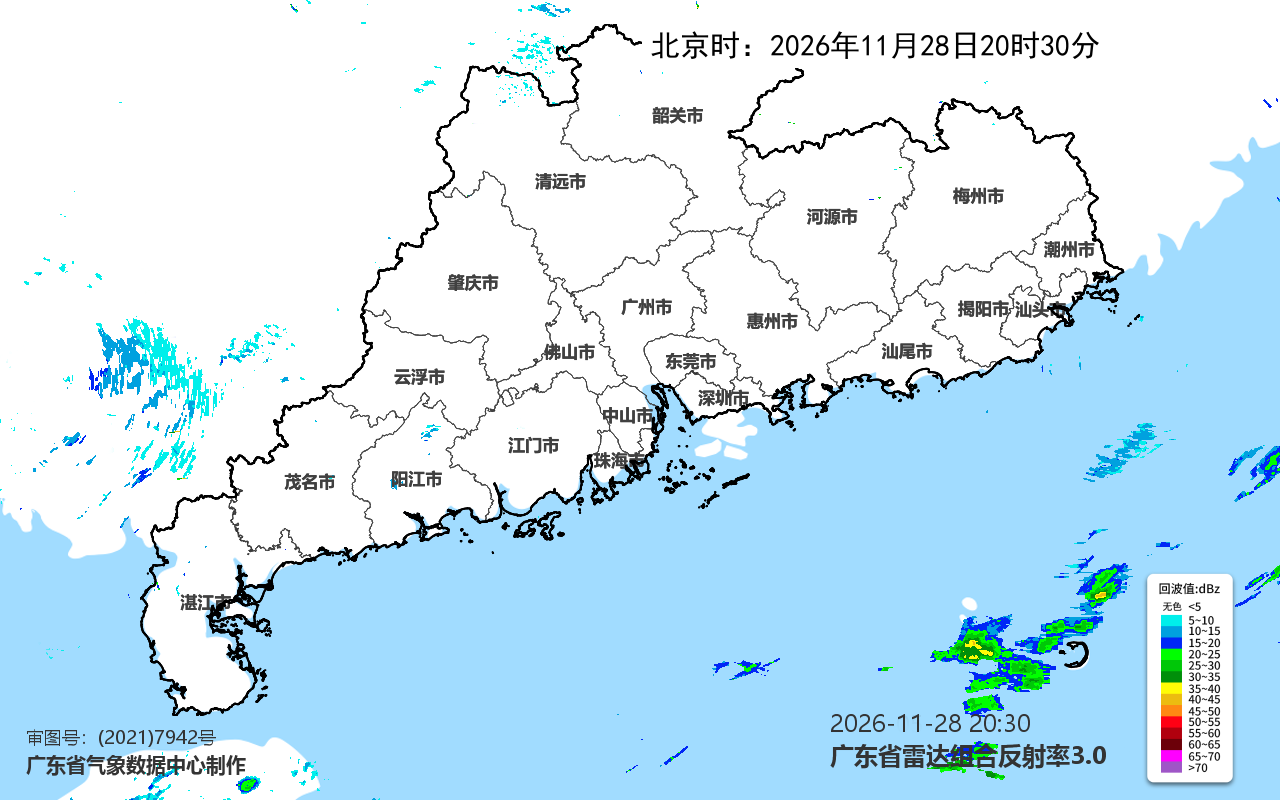 北京时：2026年11月28日20时30分
韶关市
清远市
梅州市
河源市
潮州市
肇庆市
广州市
揭阳市
汕头市
惠州市
佛山市
汕尾市
东莞市
云浮市
深圳市
中山市
江门市
珠海市
阳江市
茂名市
湛江市
回波值:dBz
无色 <5
5~10
10~15
15~20
20~25
25~30
30~35
35~40
40~45
45~50
50~55
55~60
60~65
65~70
>70
2026-11-28 20:30
广东省雷达组合反射率3.0
审图号：(2021)7942号
广东省气象数据中心制作